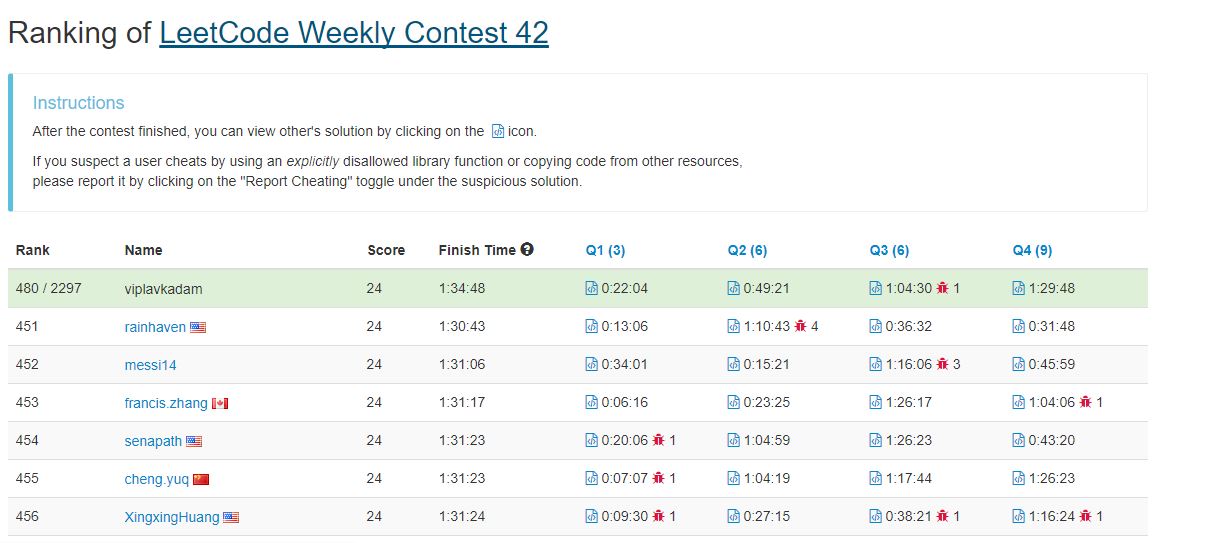 Ranking of LeetCode Weekly Contest 42
Instructions
After the contest finished, you can view other's solution by clicking on the icon.
If you suspect a user cheats by using an explicitly disallowed library function or copying code from other resources,
please report it by clicking on the "Report Cheating" toggle under the suspicious solution.
Rank Name Score Finish Time ? Q1 (3) Q2 (6) Q3 (6) Q4 (9)
480 / 2297 viplavkadam 24 1:34:48 0:22:04 0:49:21 1:04:30 1 1:29:48
451 rainhaven 24 1:30:43 0:13:06 1:10:43 4 0:36:32 0:31:48
452 messi14 24 1:31:06 0:34:01 0:15:21 1:16:06 3 0:45:59
453 francis.zhang 24 1:31:17 0:06:16 0:23:25 1:26:17 1:04:06 1
454 senapath 24 1:31:23 0:20:06 1 1:04:59 1:26:23 0:43:20
455 cheng.yuq 24 1:31:23 0:07:07 1 1:04:19 1:17:44 1:26:23
456 XingxingHuang 24 1:31:24 0:09:30 1 0:27:15 0:38:21 1 1:16:24 1